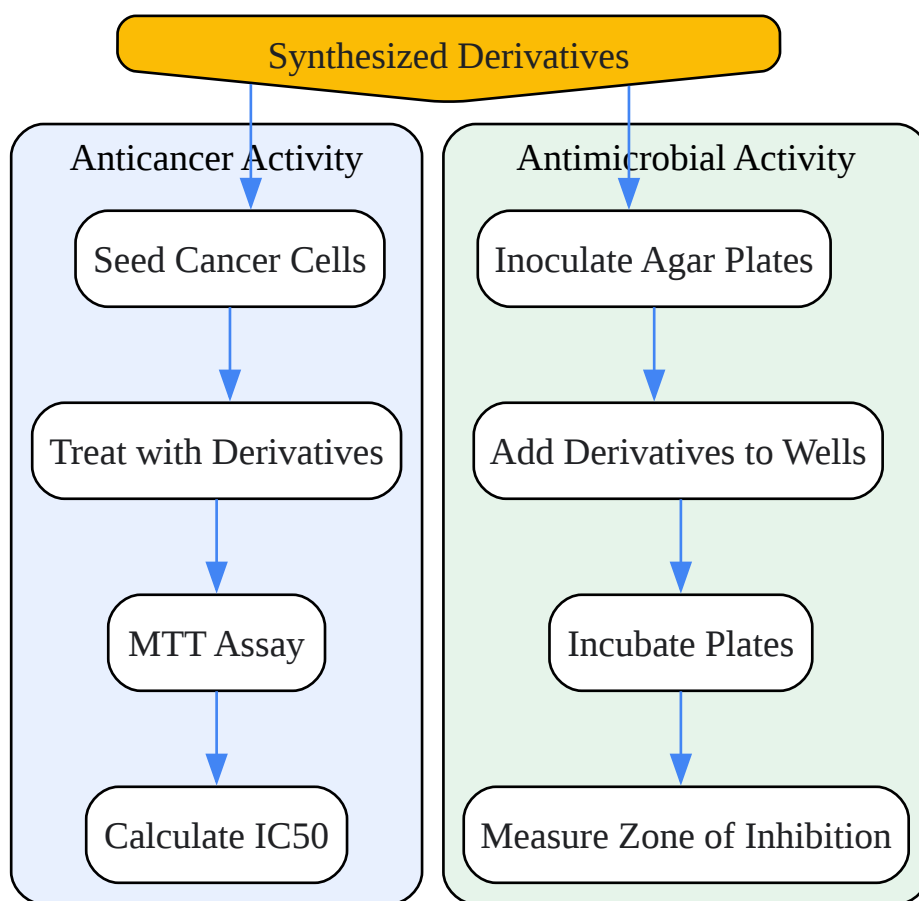 Synthesized Derivatives
Anticancer Activity
Seed Cancer Cells
Treat with Derivatives
MTT Assay
Calculate IC50
Antimicrobial Activity
Inoculate Agar Plates
Add Derivatives to Wells
Incubate Plates
Measure Zone of Inhibition